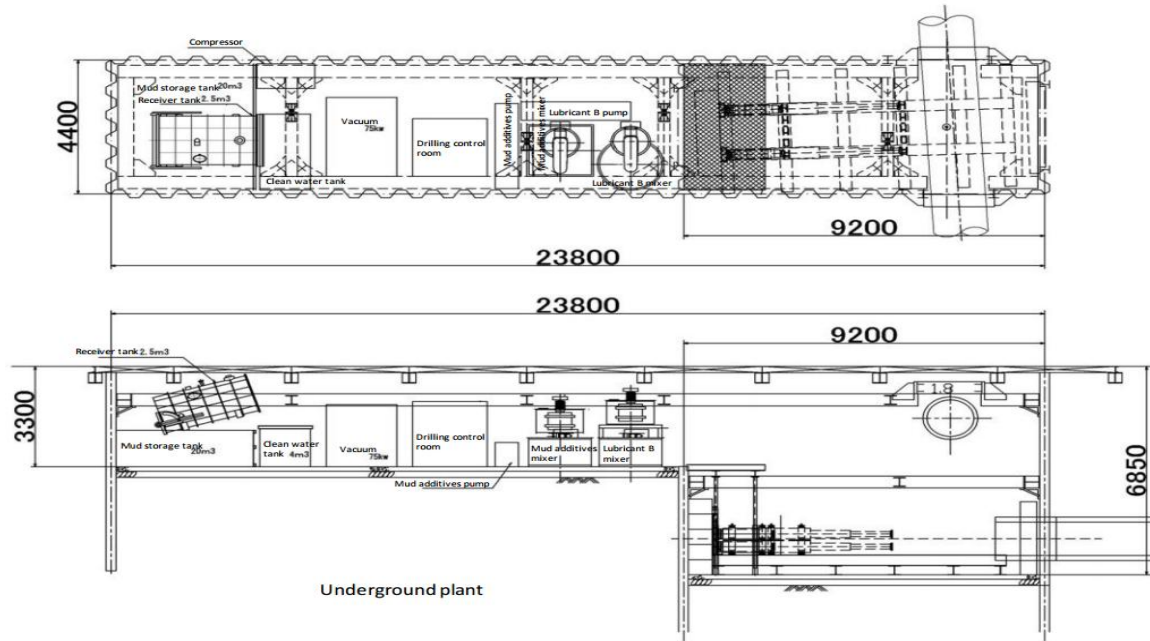 Compressor
Mud storage tank 20m3
Receiver tank 2.5m3
Vacuum
75kw
Drilling control
room
Mud additives pump
Mud additives mixer
Lubricant B pump
Clean water tank
Lubricant B mixer
4400
9200
23800
23800
9200
Receiver tank 2.5m3
1.8
3300
Mud storage tank
20m3
Clean water
tank 4m3
Vacuum
75kw
Drilling control
room
Mud additives
mixer
Lubricant B
mixer
Mud additives pump
6850
Underground plant